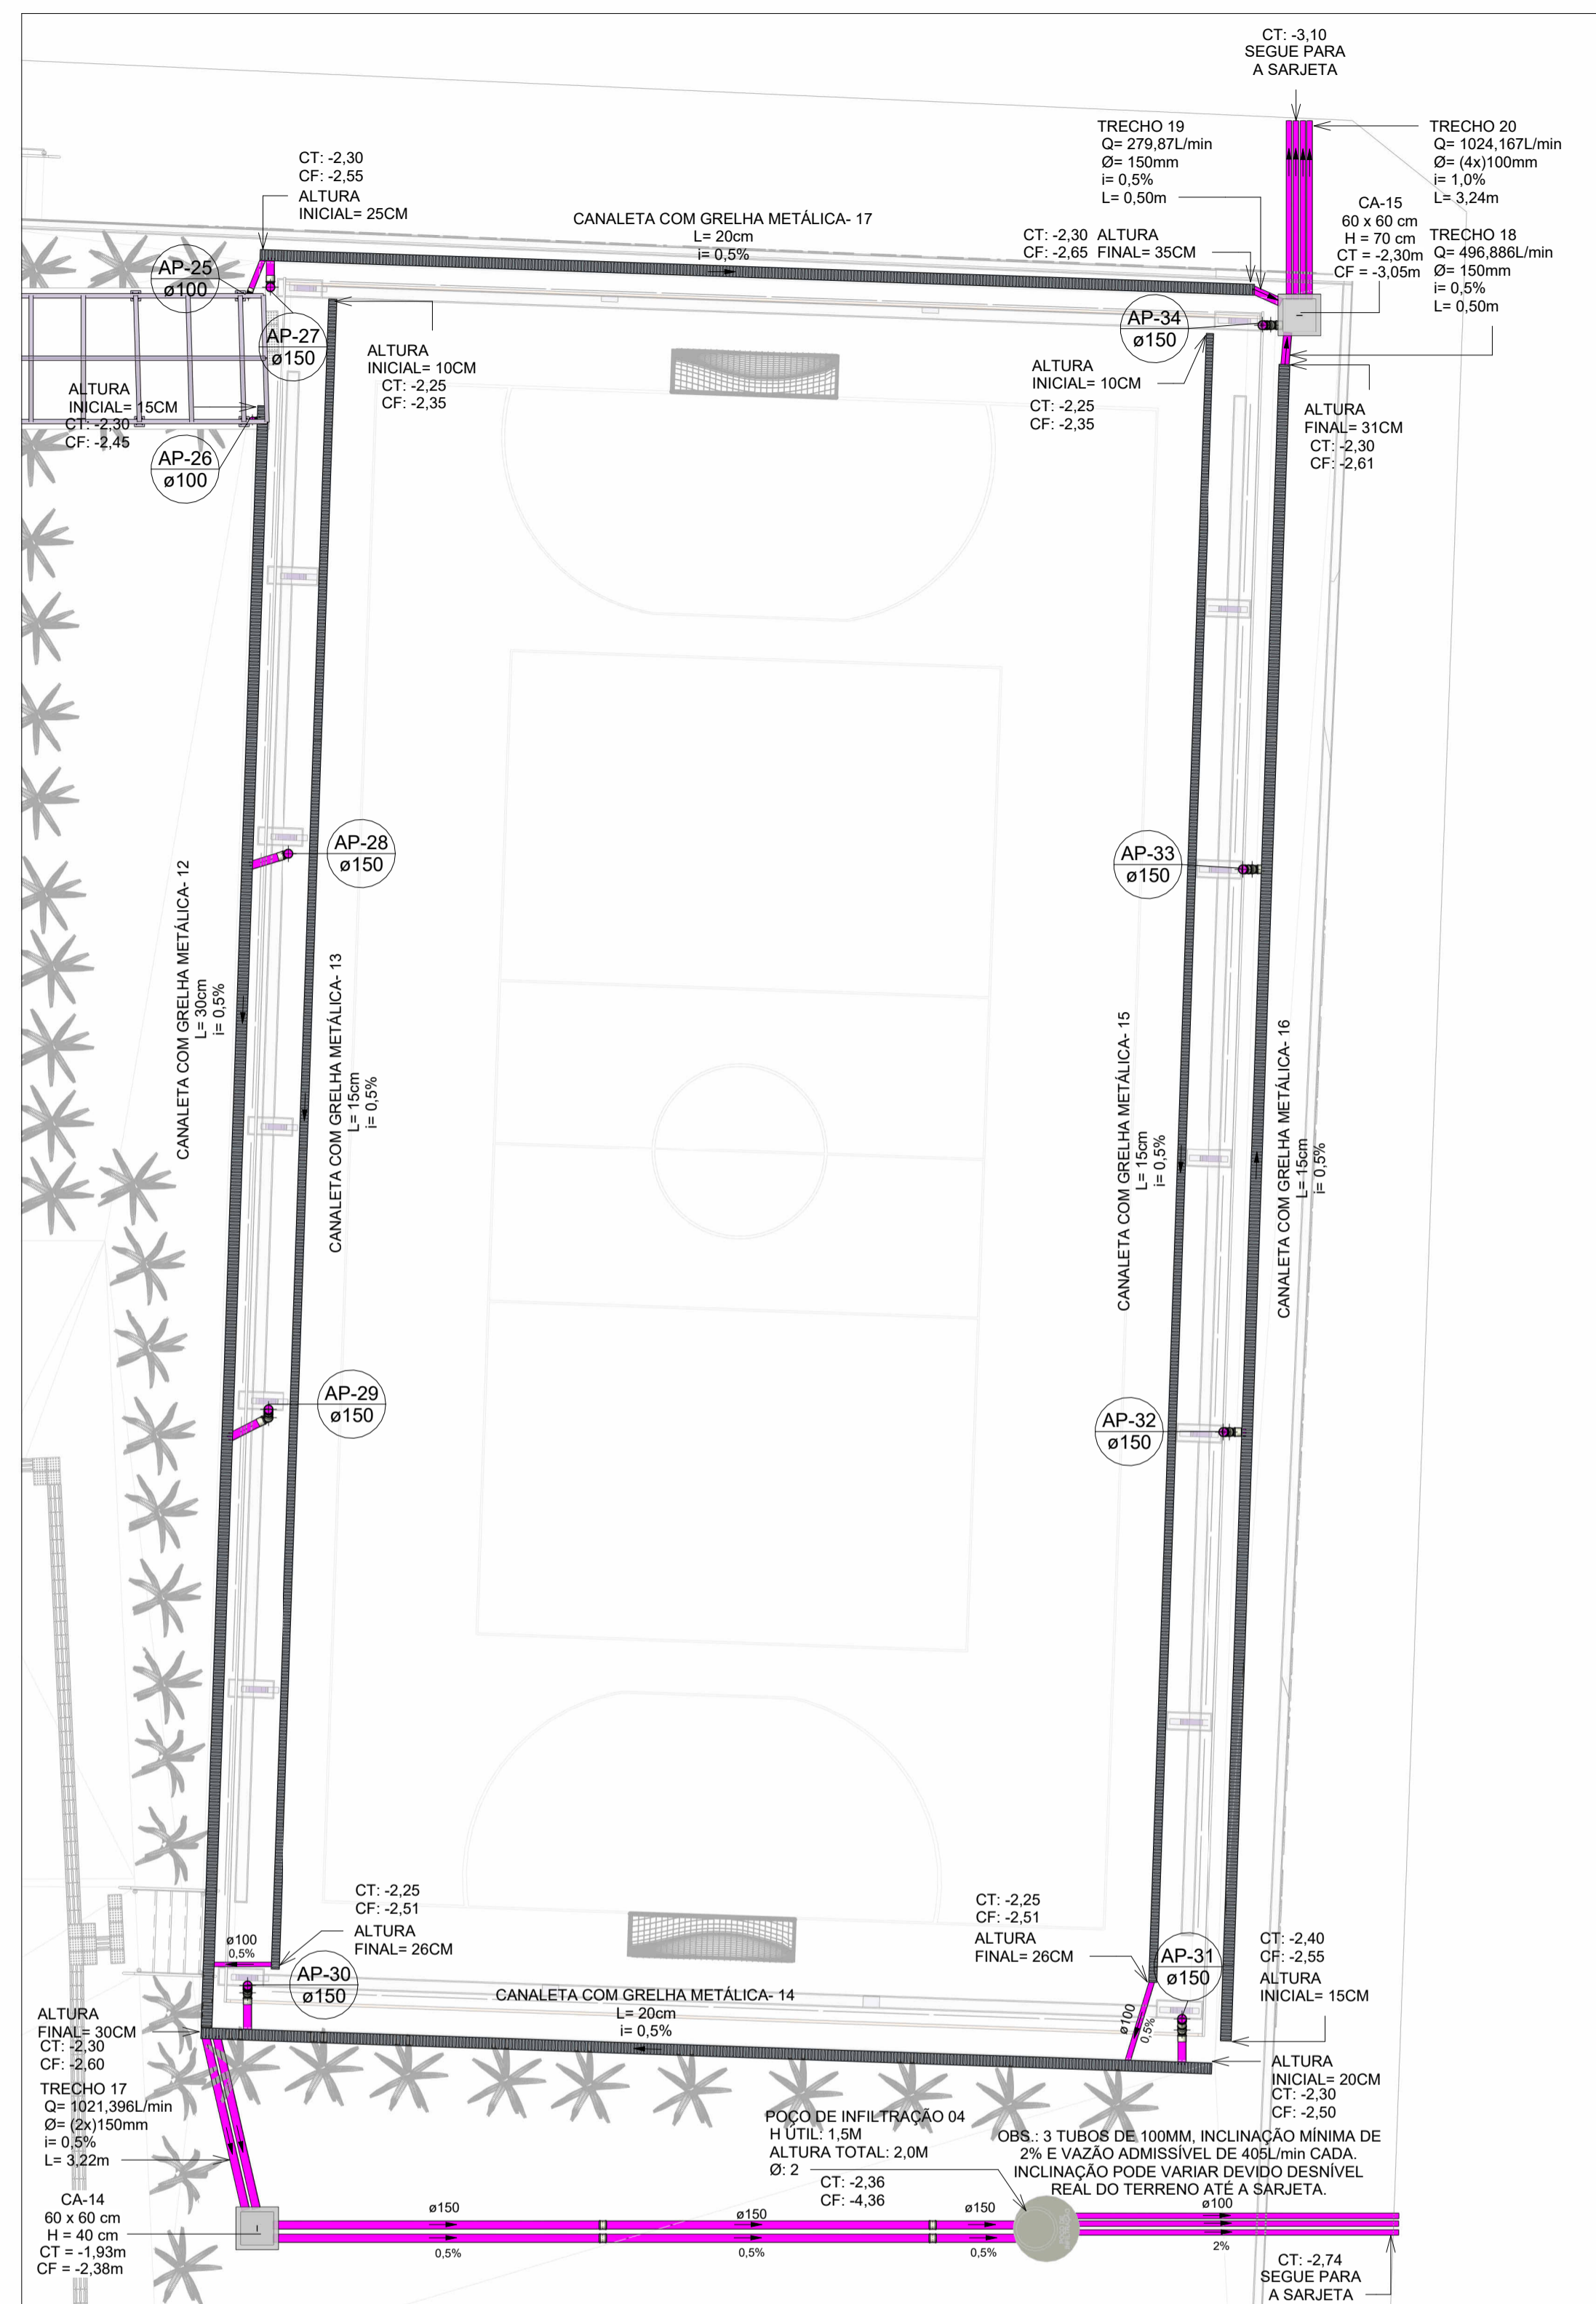 CT: -3,10
SEGUE PARA
A SARJETA
TRECHO 19
Q= 279,87L/min
Ø= 150mm
i= 0,5%
L= 0,50m
TRECHO 20
Q= 1024,167L/min
Ø= (4x)100mm
i= 1,0%
L= 3,24m
CA-15
60 x 60 cm
H = 70 cm
CT = -2,30m
CF = -3,05m
TRECHO 18
Q= 496,886L/min
Ø= 150mm
i= 0,5%
L= 0,50m
CT: -2,30
CF: -2,55
ALTURA
INICIAL= 25CM
CANALETA COM GRELHA METÁLICA- 17
L= 20cm
i= 0,5%
CT: -2,30
CF: -2,65
ALTURA
FINAL= 35CM
AP-25
ø100
AP-27
ø150
AP-34
ø150
ALTURA
INICIAL= 10CM
CT: -2,25
CF: -2,35
ALTURA
INICIAL= 10CM
CT: -2,25
CF: -2,35
ALTURA
INICIAL= 15CM
CT: -2,30
CF: -2,45
AP-26
ø100
ALTURA
FINAL= 31CM
CT: -2,30
CF: -2,61
AP-28
ø150
AP-33
ø150
CANALETA COM GRELHA METÁLICA- 12
L= 30cm
i= 0,5%
CANALETA COM GRELHA METÁLICA- 13
L= 15cm
i= 0,5%
CANALETA COM GRELHA METÁLICA- 15
L= 15cm
i= 0,5%
CANALETA COM GRELHA METÁLICA- 16
L= 15cm
i= 0,5%
AP-29
ø150
AP-32
ø150
CT: -2,25
CF: -2,51
ALTURA
FINAL= 26CM
CT: -2,25
CF: -2,51
ALTURA
FINAL= 26CM
ø100
0,5%
AP-30
ø150
AP-31
ø150
CT: -2,40
CF: -2,55
ALTURA
INICIAL= 15CM
CANALETA COM GRELHA METÁLICA- 14
L= 20cm
i= 0,5%
ø100
0,5%
ALTURA
FINAL= 30CM
CT: -2,30
CF: -2,60
TRECHO 17
Q= 1021,396L/min
Ø= (2x)150mm
i= 0,5%
L= 3,22m
ALTURA
INICIAL= 20CM
CT: -2,30
CF: -2,50
POÇO DE INFILTRAÇÃO 04
H ÚTIL: 1,5M
ALTURA TOTAL: 2,0M
Ø: 2
CT: -2,36
CF: -4,36
OBS.: 3 TUBOS DE 100MM, INCLINAÇÃO MÍNIMA DE
2% E VAZÃO ADMISSÍVEL DE 405L/min CADA.
INCLINAÇÃO PODE VARIAR DEVIDO DESNÍVEL
REAL DO TERRENO ATÉ A SARJETA.
CA-14
60 x 60 cm
H = 40 cm
CT = -1,93m
CF = -2,38m
ø150
0,5%
ø150
0,5%
ø150
0,5%
ø100
2%
CT: -2,74
SEGUE PARA
A SARJETA